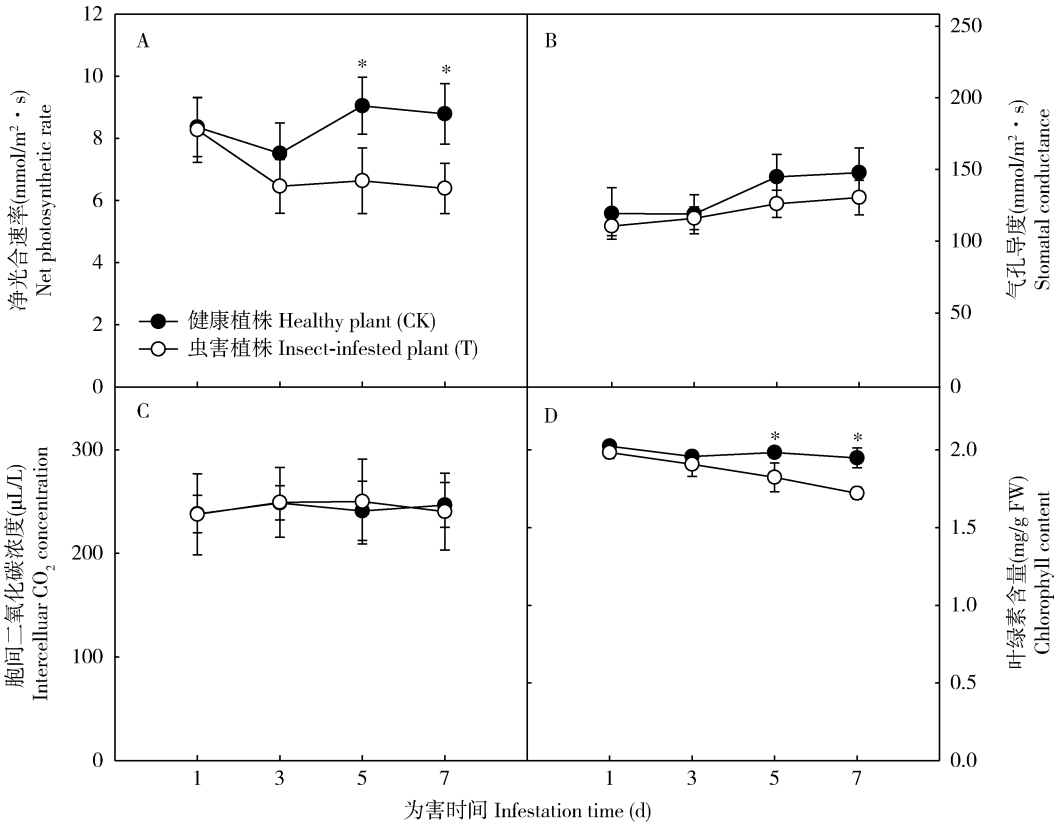 12
10
8
6
4
2
0
净光合速率(mmol/m²·s)
Net photosynthetic rate
A
*
*
健康植株 Healthy plant (CK)
虫害植株 Insect-infested plant (T)
B
250
200
150
100
50
0
气孔导度(mmol/m²·s)
Stomatal conductance
C
300
200
100
0
胞间二氧化碳浓度(μL/L)
Intercelluar CO₂ concentration
1
3
5
7
D
*
*
2.0
1.5
1.0
0.5
0.0
叶绿素含量(mg/g FW)
Chlorophyll content
1
3
5
7
为害时间 Infestation time (d)